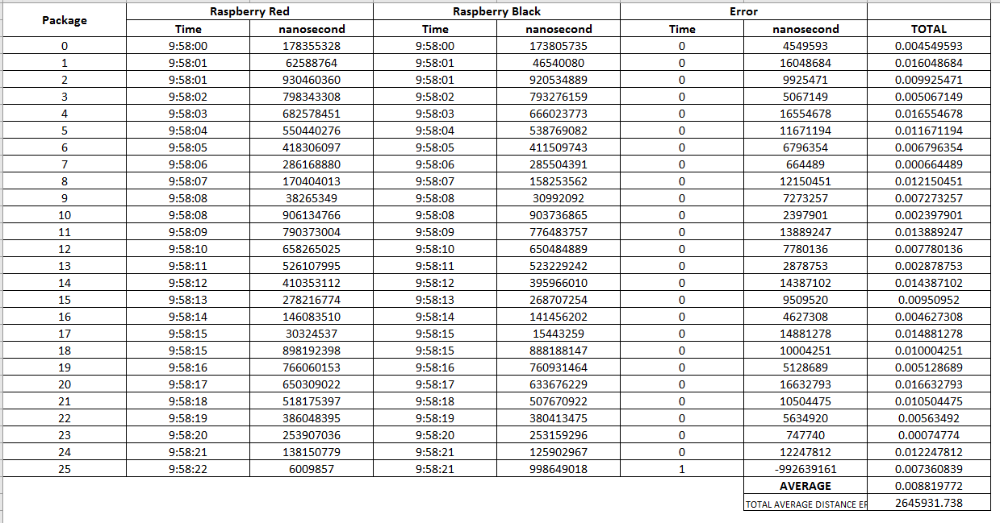 Package Raspberry Red Raspberry Black Error
Time nanosecond Time nanosecond Time nanosecond TOTAL
0 9:58:00 178355328 9:58:00 173805735 0 4549593 0.004549593
1 9:58:01 62588764 9:58:01 46540080 0 16048684 0.016048684
2 9:58:01 930460360 9:58:01 920534889 0 9925471 0.009925471
3 9:58:02 798343308 9:58:02 793276159 0 5067149 0.005067149
4 9:58:03 682578451 9:58:03 666023773 0 16554678 0.016554678
5 9:58:04 550440276 9:58:04 538769082 0 11671194 0.011671194
6 9:58:05 418306097 9:58:05 411509743 0 6796354 0.006796354
7 9:58:06 286168880 9:58:06 285504391 0 664489 0.000664489
8 9:58:07 170404013 9:58:07 158253562 0 12150451 0.012150451
9 9:58:08 38265349 9:58:08 30992092 0 7273257 0.007273257
10 9:58:08 906134766 9:58:08 903736865 0 2397901 0.002397901
11 9:58:09 790373004 9:58:09 776483757 0 13889247 0.013889247
12 9:58:10 658265025 9:58:10 650484889 0 7780136 0.007780136
13 9:58:11 526107995 9:58:11 523229242 0 2878753 0.002878753
14 9:58:12 410353112 9:58:12 395966010 0 14387102 0.014387102
15 9:58:13 278216774 9:58:13 268707254 0 9509520 0.00950952
16 9:58:14 146083510 9:58:14 141456202 0 4627308 0.004627308
17 9:58:15 30324537 9:58:15 15443259 0 14881278 0.014881278
18 9:58:15 898192398 9:58:15 888188147 0 10004251 0.010004251
19 9:58:16 766060153 9:58:16 760931464 0 5128689 0.005128689
20 9:58:17 650309022 9:58:17 633676229 0 16632793 0.016632793
21 9:58:18 518175397 9:58:18 507670922 0 10504475 0.010504475
22 9:58:19 386048395 9:58:19 380413475 0 5634920 0.00563492
23 9:58:20 253907036 9:58:20 253159296 0 747740 0.00074774
24 9:58:21 138150779 9:58:21 125902967 0 12247812 0.012247812
25 9:58:22 6009857 9:58:21 998649018 1 -992639161 0.007360839
AVERAGE 0.008819772
TOTAL AVERAGE DISTANCE 2645931.738